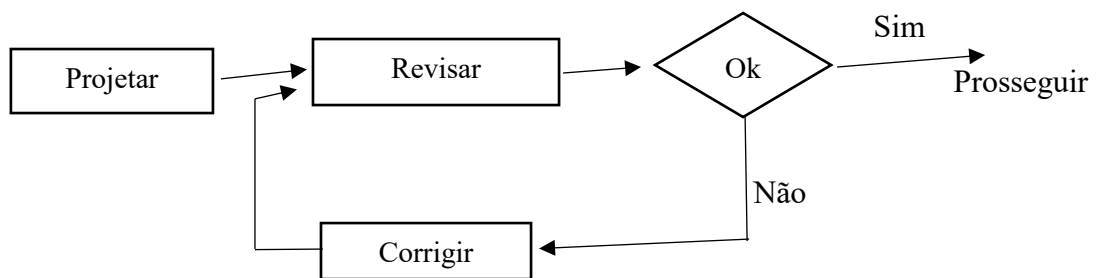 Projetar
Revisar
Ok
Sim
Prosseguir
Não
Corrigir